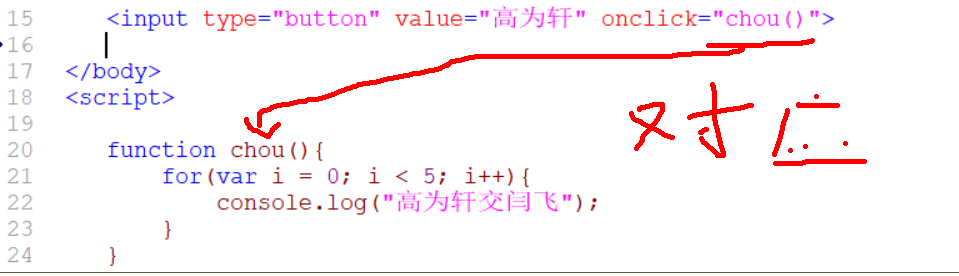 15 <input type="button" value="高为轩" onclick="chou()">
16
17 </body>
18 <script>
19
20 function chou(){
21 for(var i = 0; i < 5; i++){
22 console.log("高为轩交闫飞");
23 }
24 }
对应